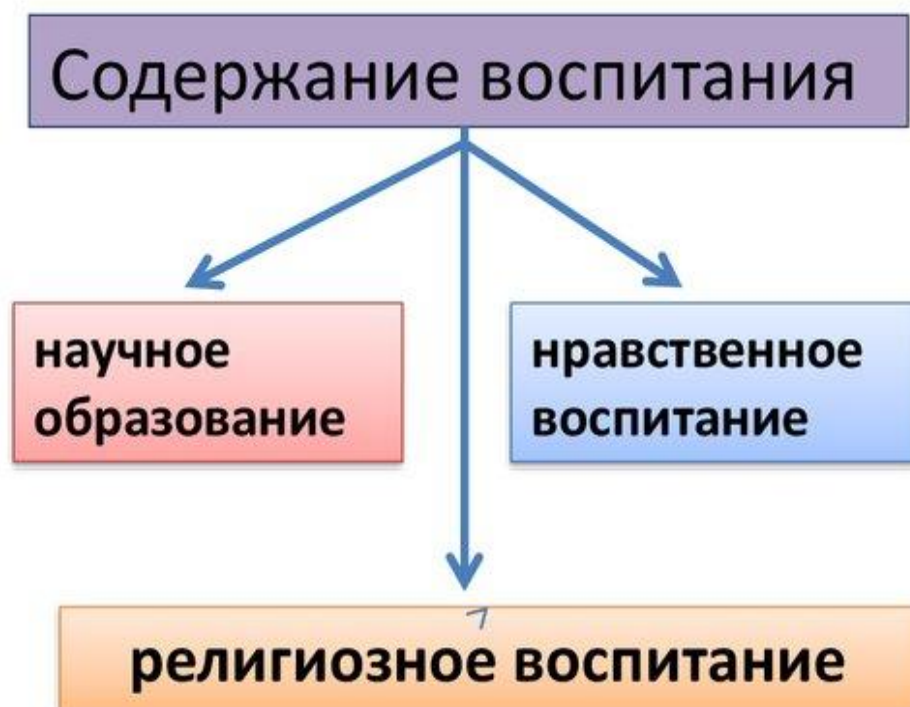 Содержание воспитания
научное
образование
нравственное
воспитание
религиозное воспитание